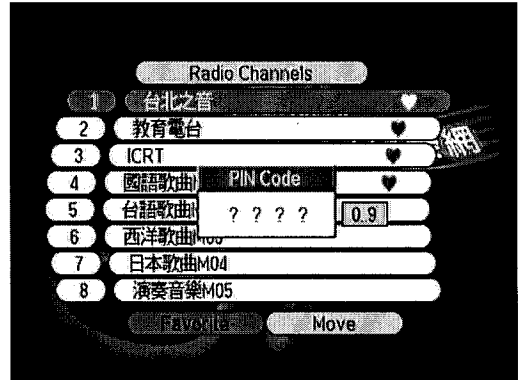 Radio Channels
1 台北之音
2 教育電台
3 ICRT
4 國語歌曲
PIN Code
5 台語歌曲
? ? ? ?
0.9
6 西洋歌曲M03
7 日本歌曲M04
8 演奏音樂M05
網
Favorite Move